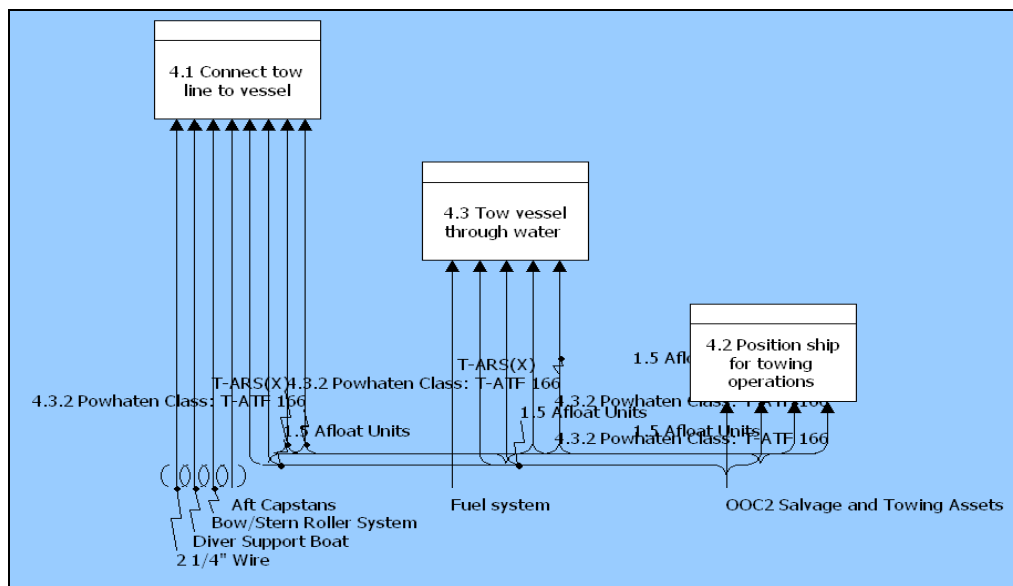 4.1 Connect tow
line to vessel
4.3 Tow vessel
through water
4.2 Position ship
for towing
operations
T-ARS(X)
1.5 Aflo
T-ARS(X)
4.3.2 Powhaten Class: T-ATF 166
4.3.2 Powhaten Class: T-ATF 166
4.3.2 Powhaten Class: T-ATF 166
1.5 Afloat Units
1.5 Afloat Units
1.5 Afloat Units
4.3.2 Powhaten Class: T-ATF 166
Aft Capstans
Fuel system
OOC2 Salvage and Towing Assets
Bow/Stern Roller System
Diver Support Boat
2 1/4" Wire